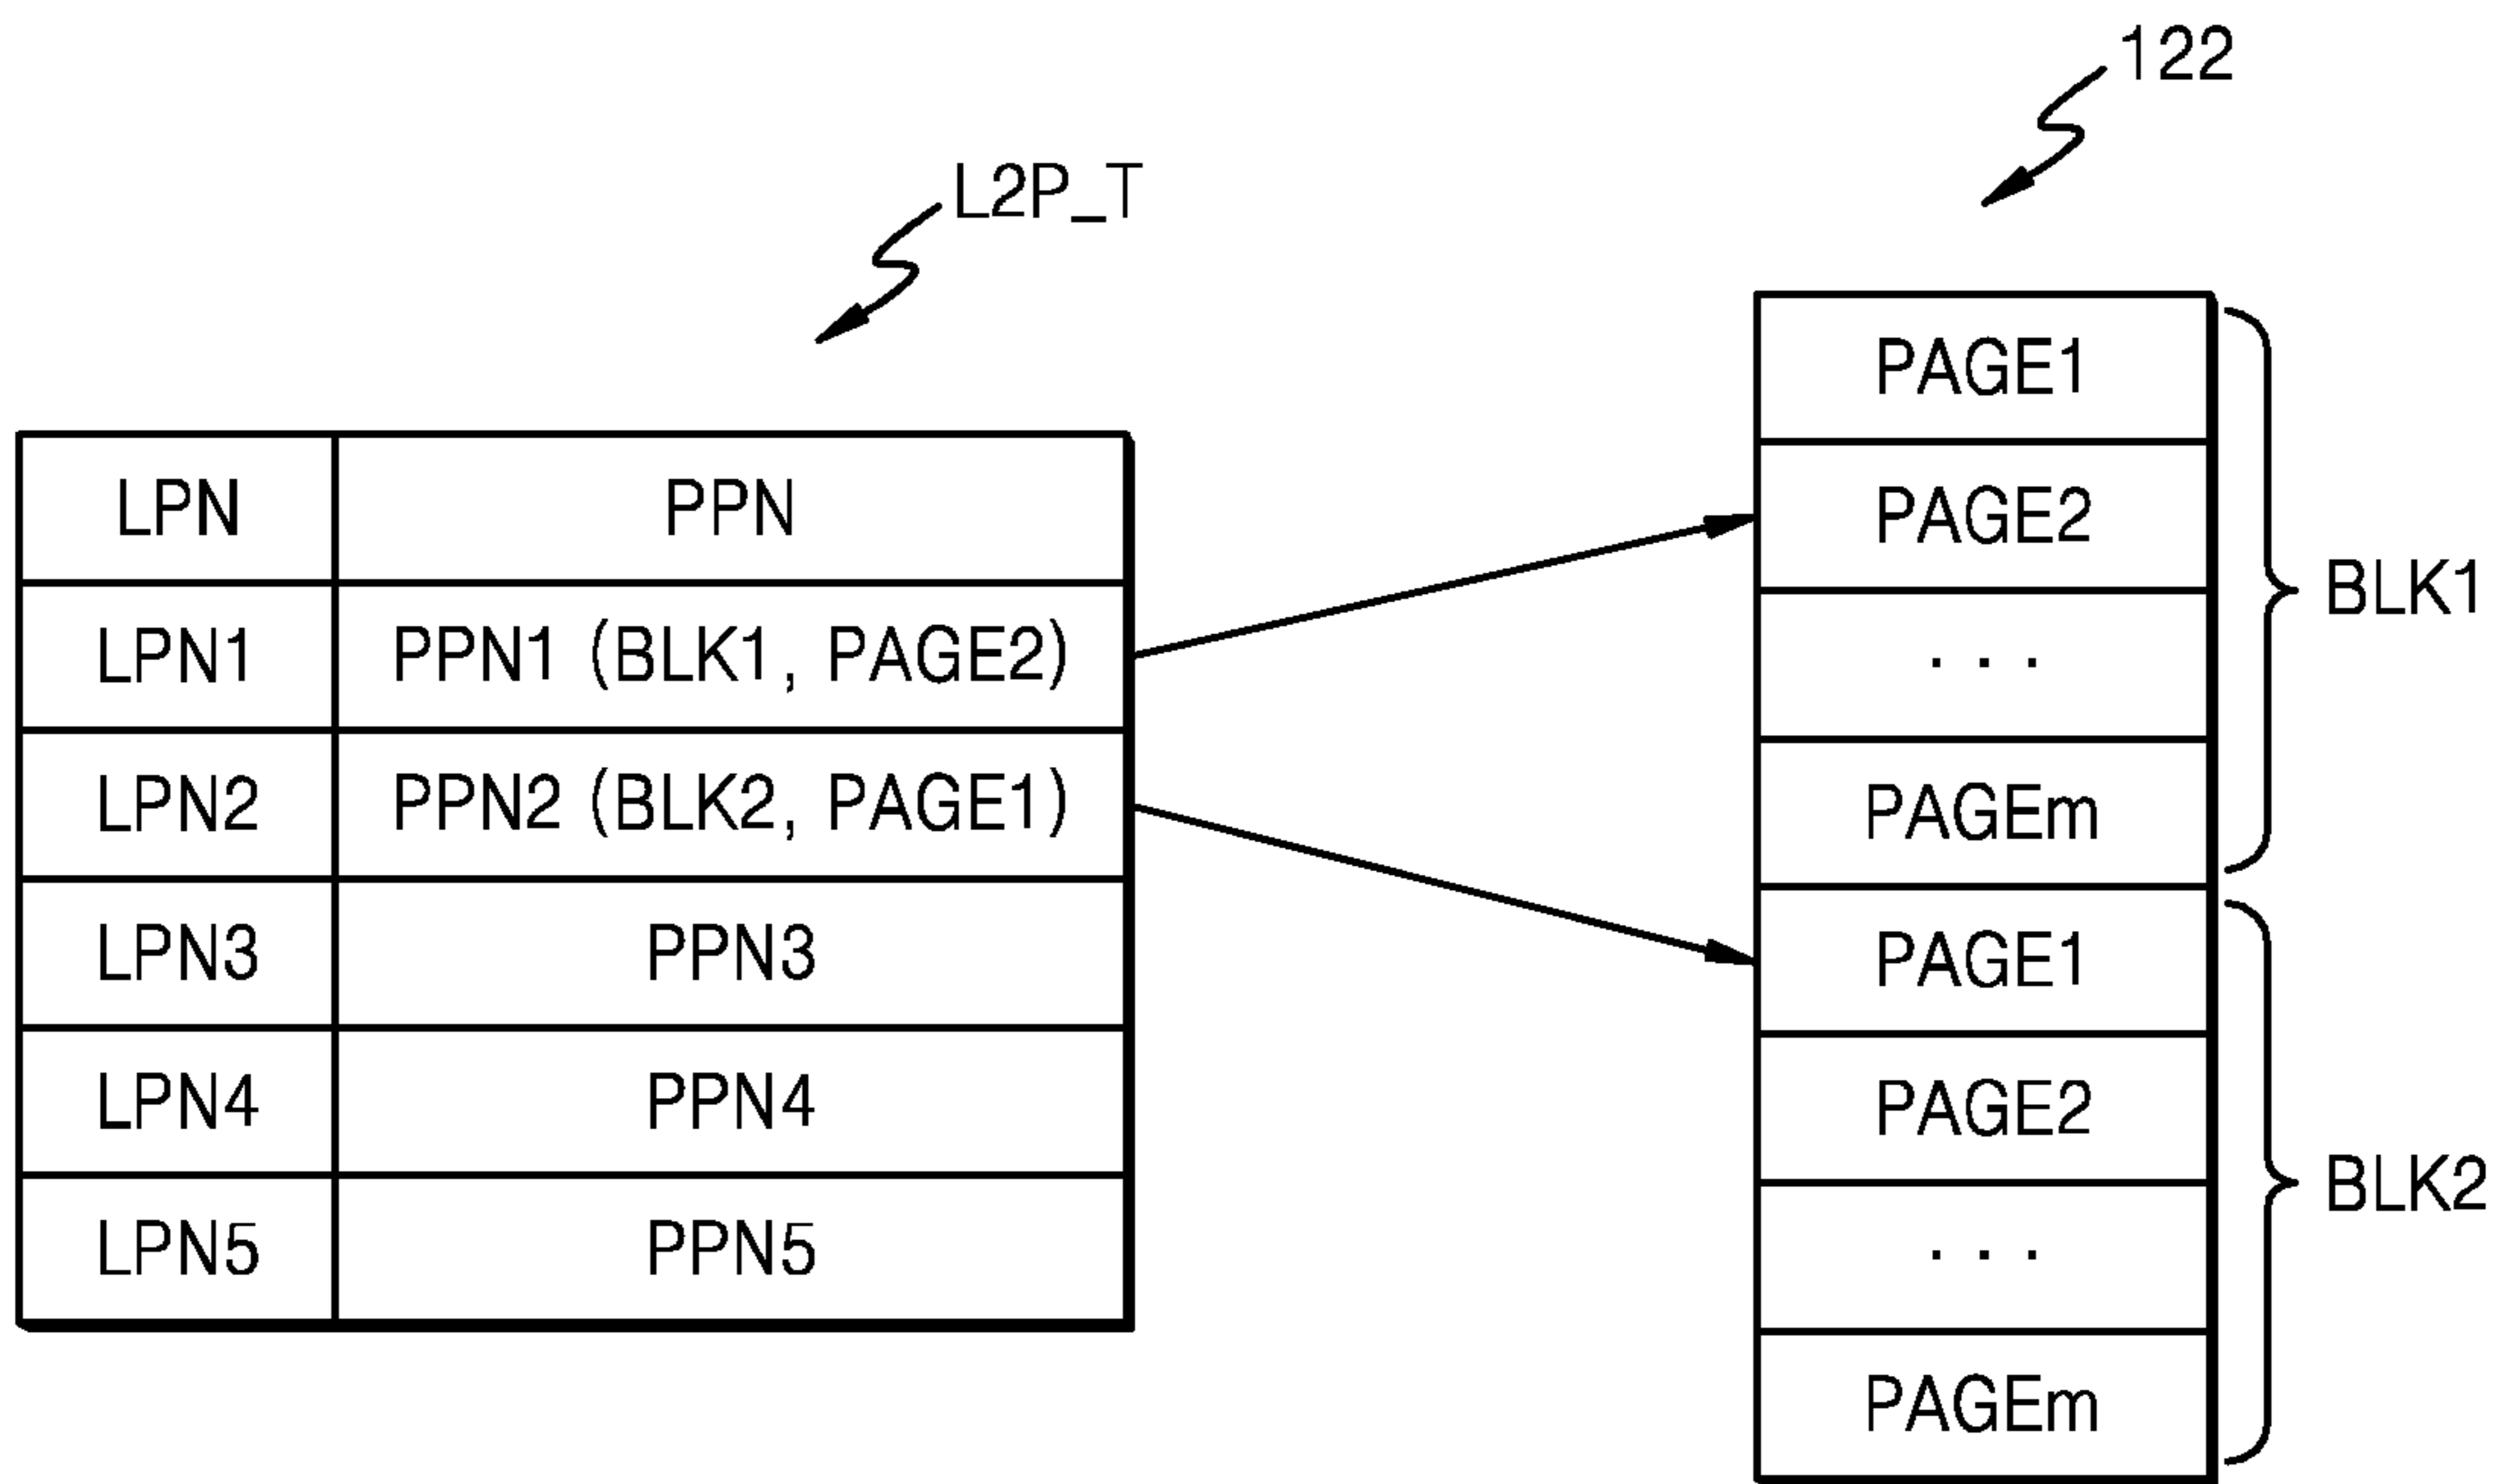 122
L2P_T
LPN PPN
LPN1 PPN1 (BLK1, PAGE2)
LPN2 PPN2 (BLK2, PAGE1)
LPN3 PPN3
LPN4 PPN4
LPN5 PPN5
PAGE1
PAGE2
. . .
PAGEm
BLK1
PAGE1
PAGE2
. . .
PAGEm
BLK2